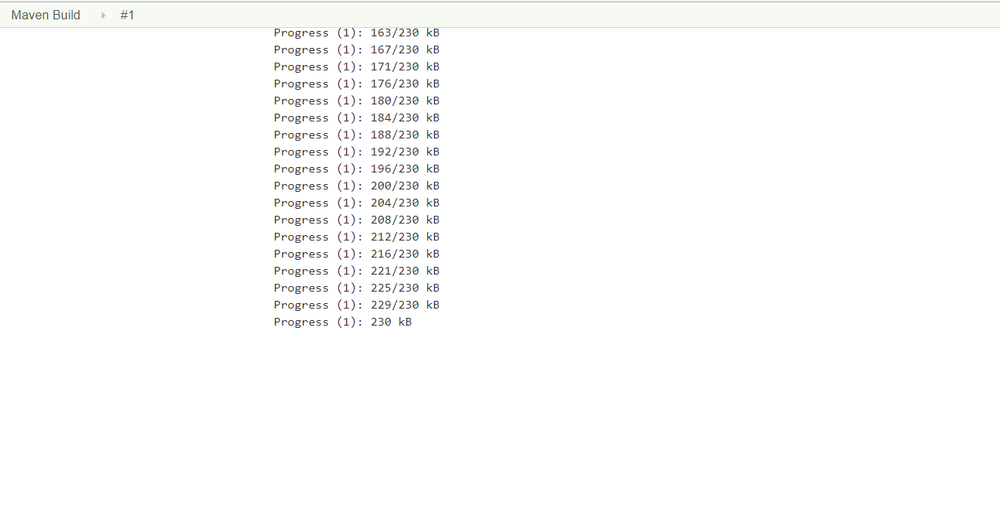 Maven Build #1
Progress (1): 163/230 kB
Progress (1): 167/230 kB
Progress (1): 171/230 kB
Progress (1): 176/230 kB
Progress (1): 180/230 kB
Progress (1): 184/230 kB
Progress (1): 188/230 kB
Progress (1): 192/230 kB
Progress (1): 196/230 kB
Progress (1): 200/230 kB
Progress (1): 204/230 kB
Progress (1): 208/230 kB
Progress (1): 212/230 kB
Progress (1): 216/230 kB
Progress (1): 221/230 kB
Progress (1): 225/230 kB
Progress (1): 229/230 kB
Progress (1): 230 kB